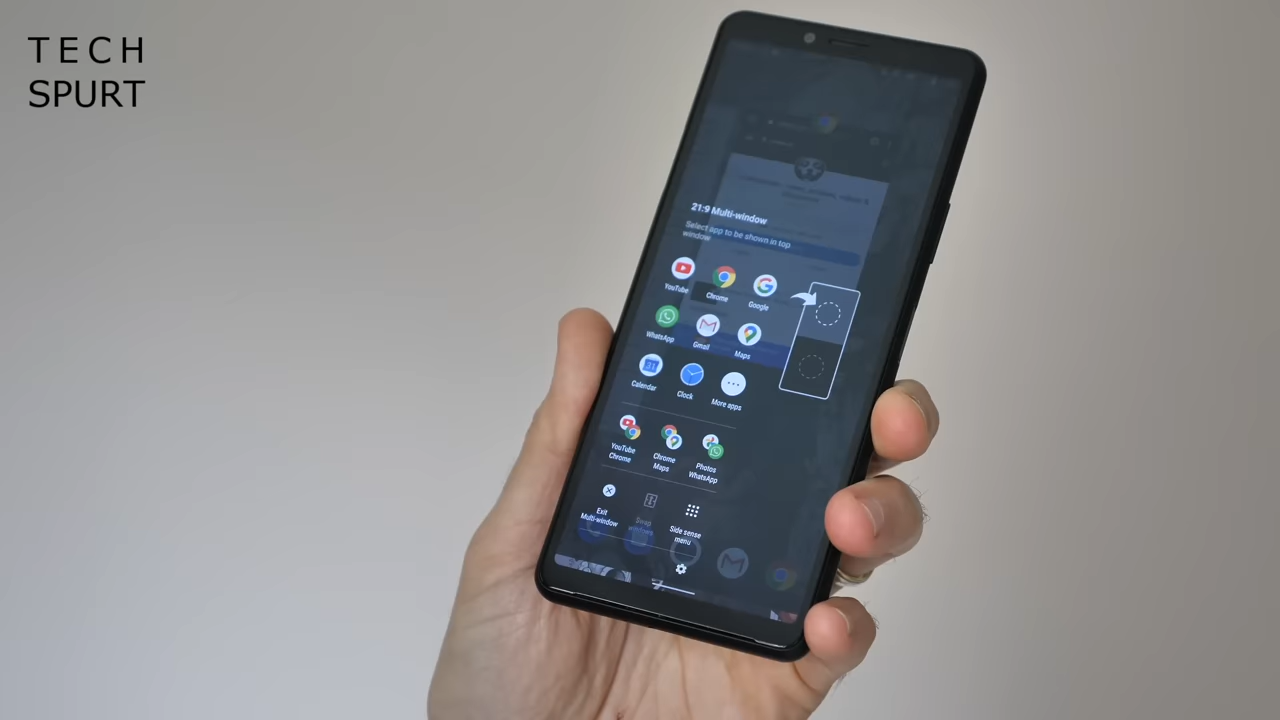 TECH
SPURT
21:9 Multi-window
Select app to be shown in top
window
YouTube
Chrome
Google
WhatsApp
Gmail
Maps
Calendar
Clock
More apps
YouTube
Chrome
Chrome
Maps
Photos
WhatsApp
Exit
Multi-window
Swap
windows
Side sense
menu